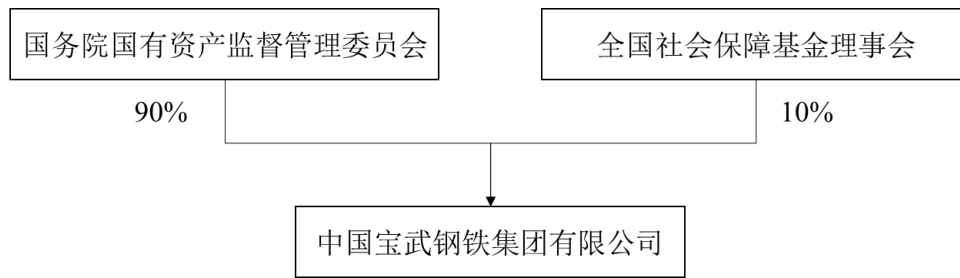 国务院国有资产监督管理委员会
全国社会保障基金理事会
90%
10%
中国宝武钢铁集团有限公司